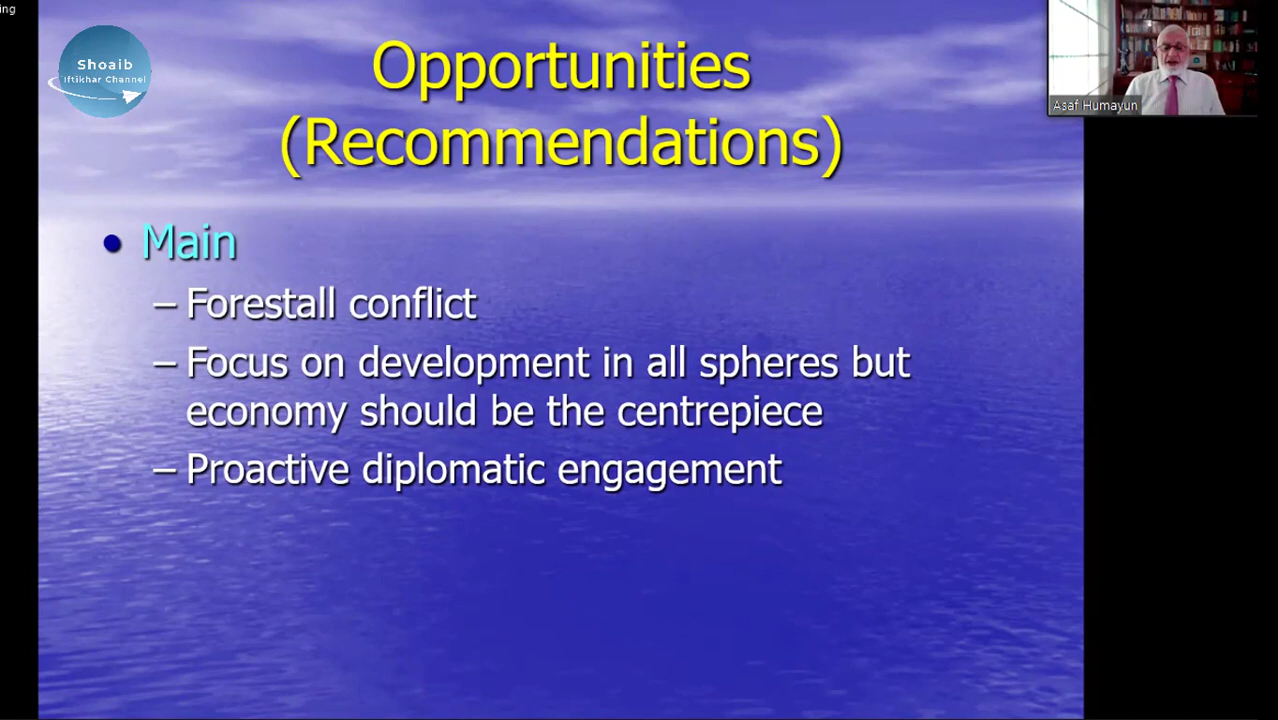 ing
Shoaib
Iftikhar Channel
Opportunities
(Recommendations)
Asaf Humayun
• Main
– Forestall conflict
– Focus on development in all spheres but
economy should be the centrepiece
– Proactive diplomatic engagement